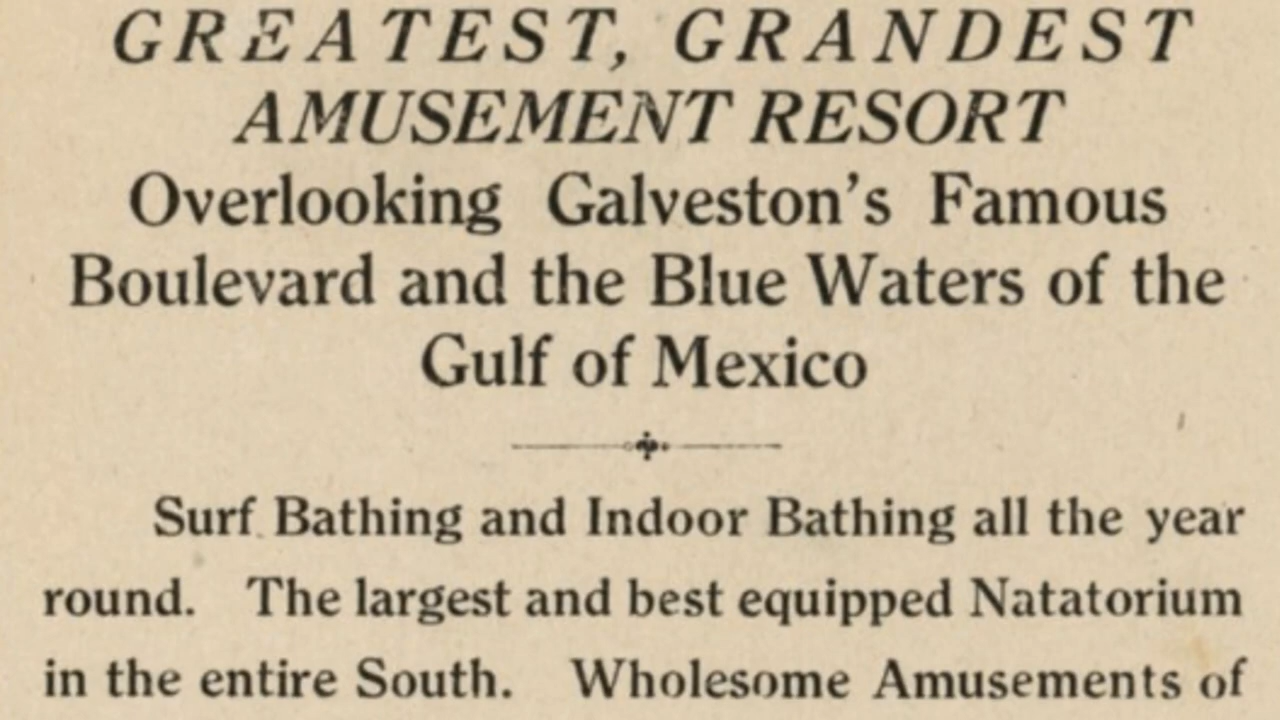 GREATEST, GRANDEST
AMUSEMENT RESORT
Overlooking Galveston's Famous
Boulevard and the Blue Waters of the
Gulf of Mexico
Surf Bathing and Indoor Bathing all the year
round. The largest and best equipped Natatorium
in the entire South. Wholesome Amusements of